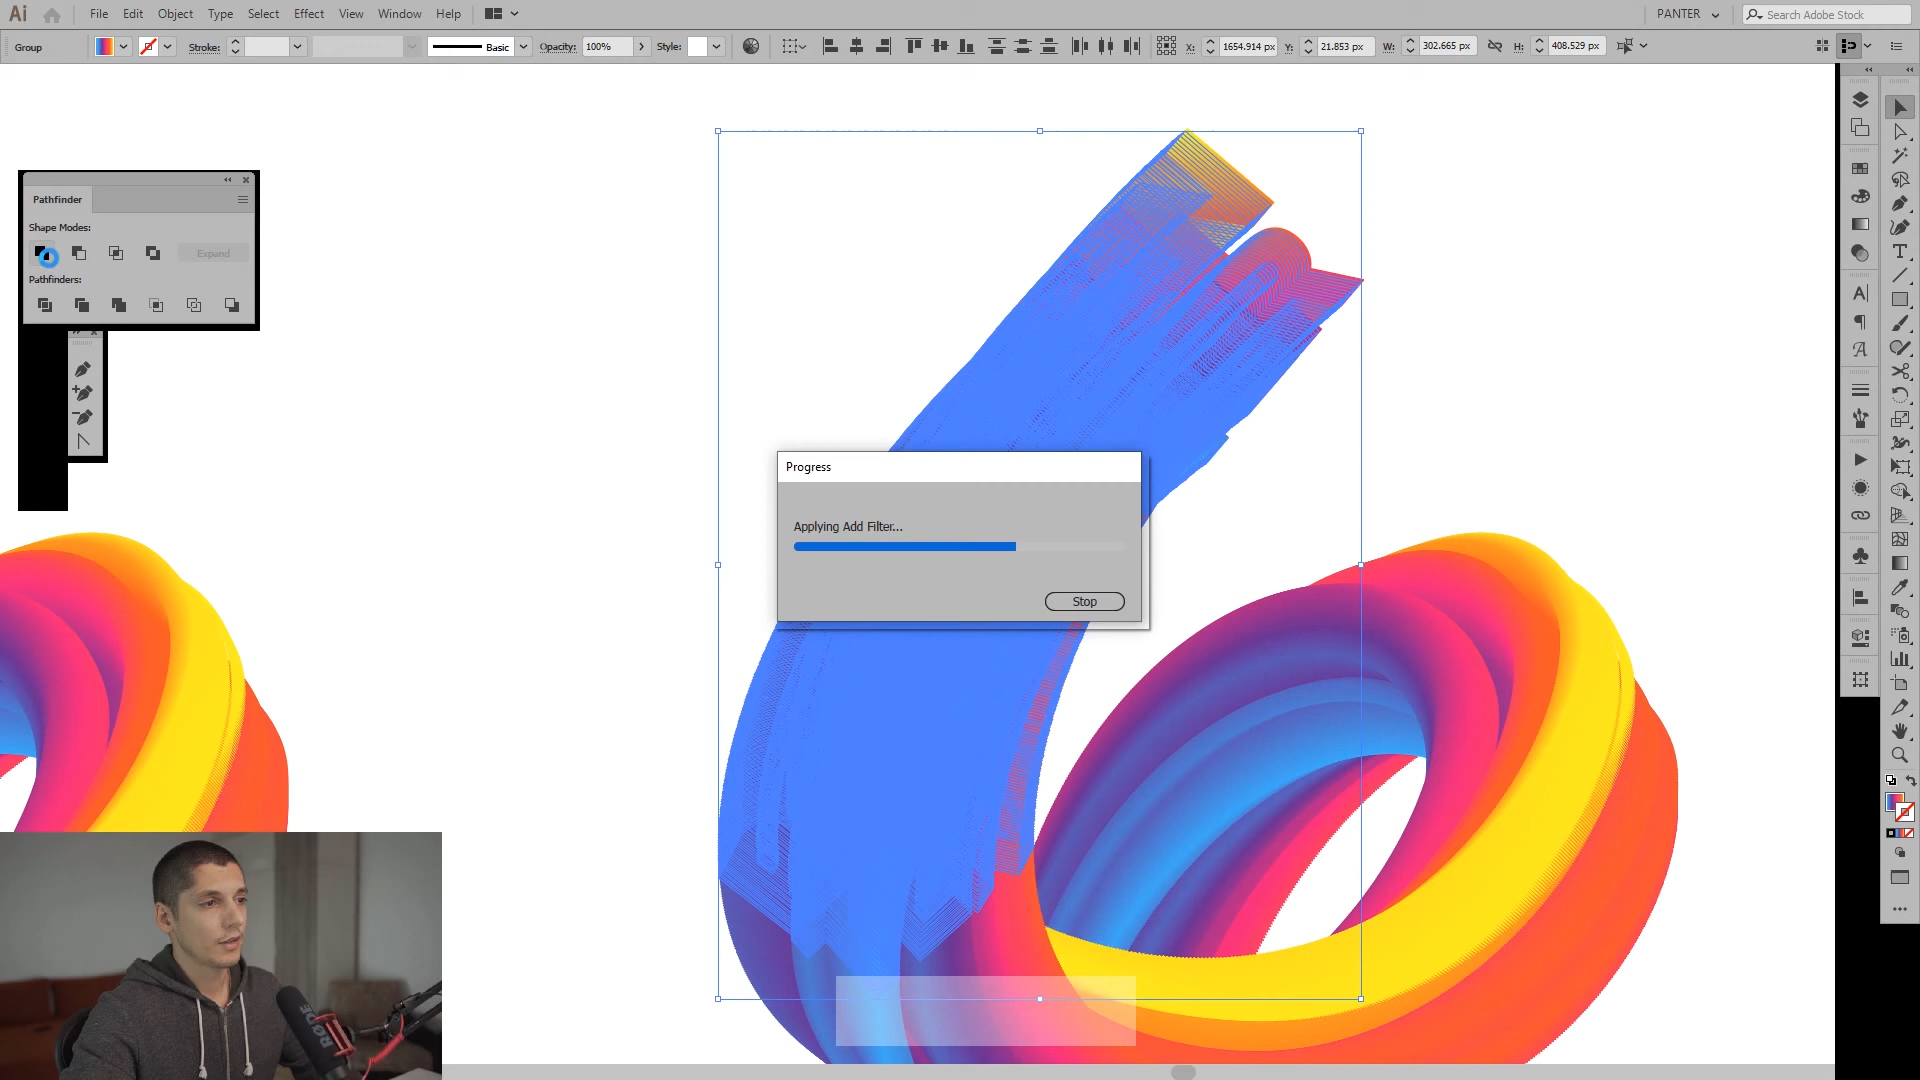 Ai File Edit Object Type Select Effect View Window Help PANTER Search Adobe Stock
Group Stroke: Basic Opacity: 100% Style: X: 1654.914 px Y: 21.853 px W: 302.665 px H: 408.529 px
Pathfinder
Shape Modes:
Expand
Pathfinders:
Progress
Applying Add Filter...
Stop
RØDE